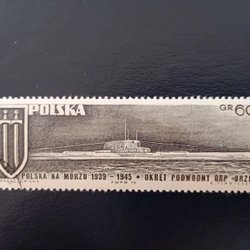 POLSKA GR 60
POLSKA NA MORZU 1939 - 1945 • OKRĘT PODWODNY ORP